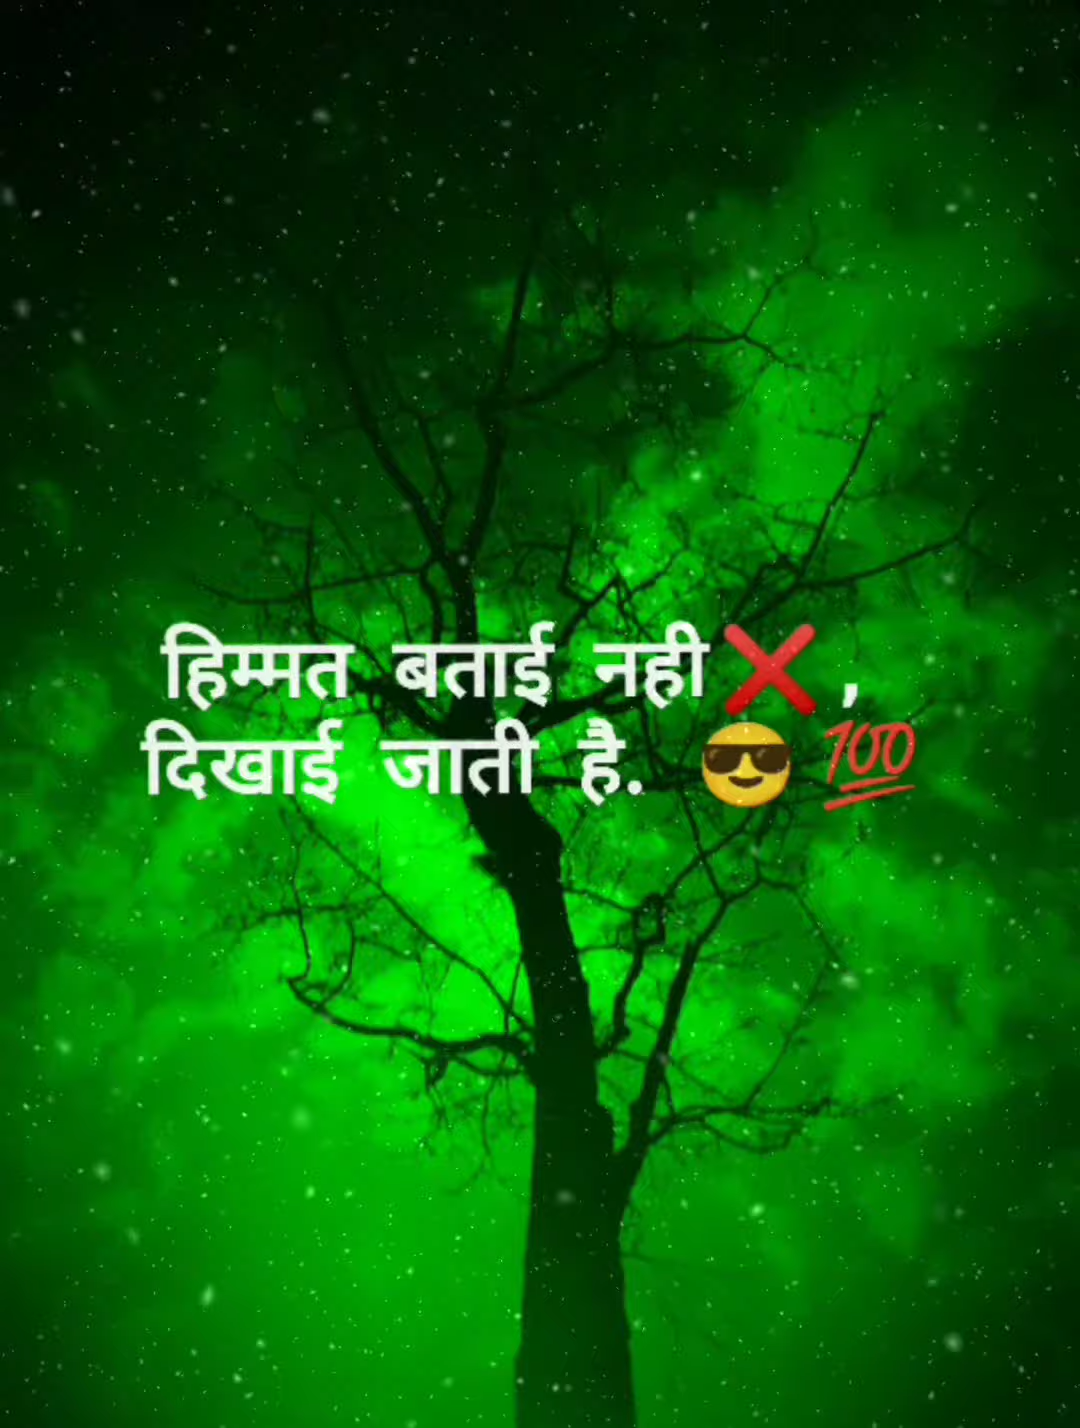 हिम्मत बताई नही❌ ,
दिखाई जाती है. 😎 💯